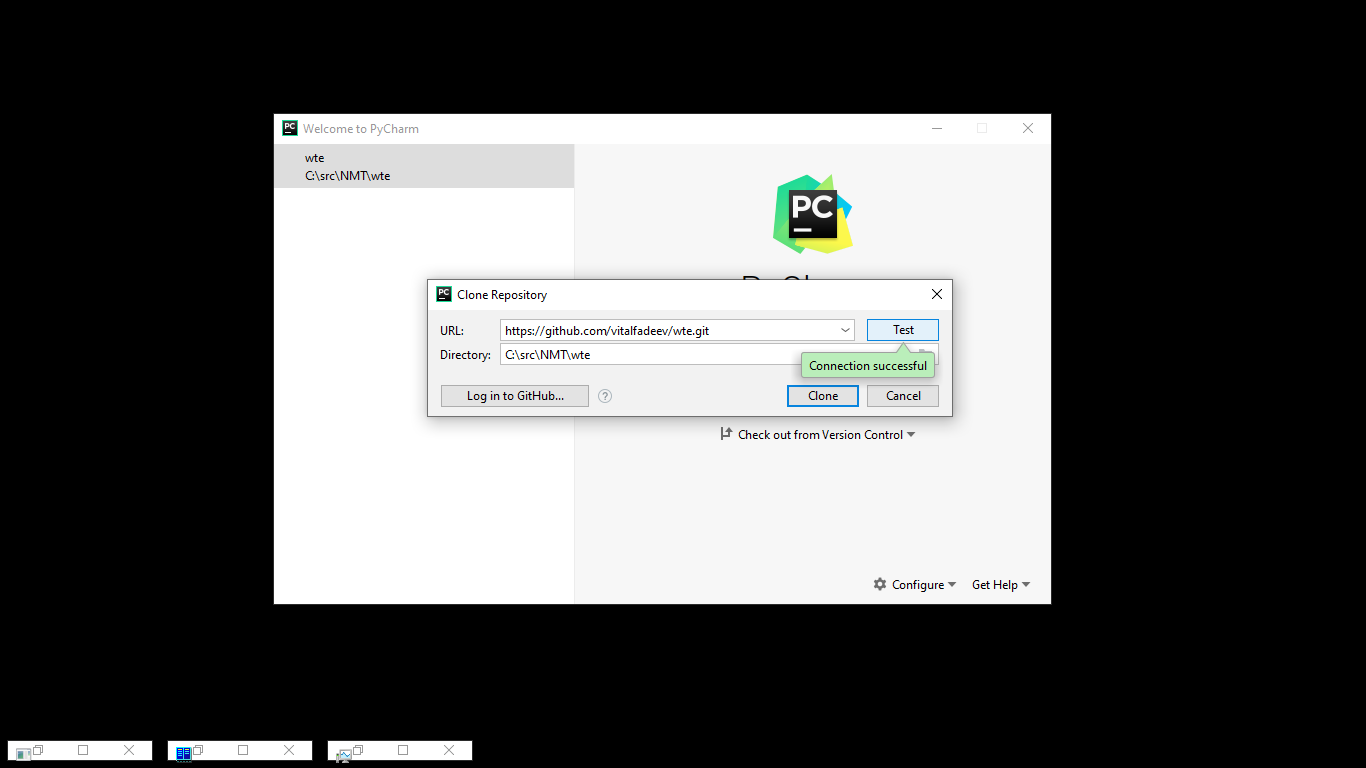 Welcome to PyCharm
wte
C:\src\NMT\wte
PC
Clone Repository
URL:
https://github.com/vitalfadeev/wte.git
Test
Directory:
C:\src\NMT\wte
Connection successful
Log in to GitHub...
?
Clone
Cancel
Check out from Version Control
Configure
Get Help